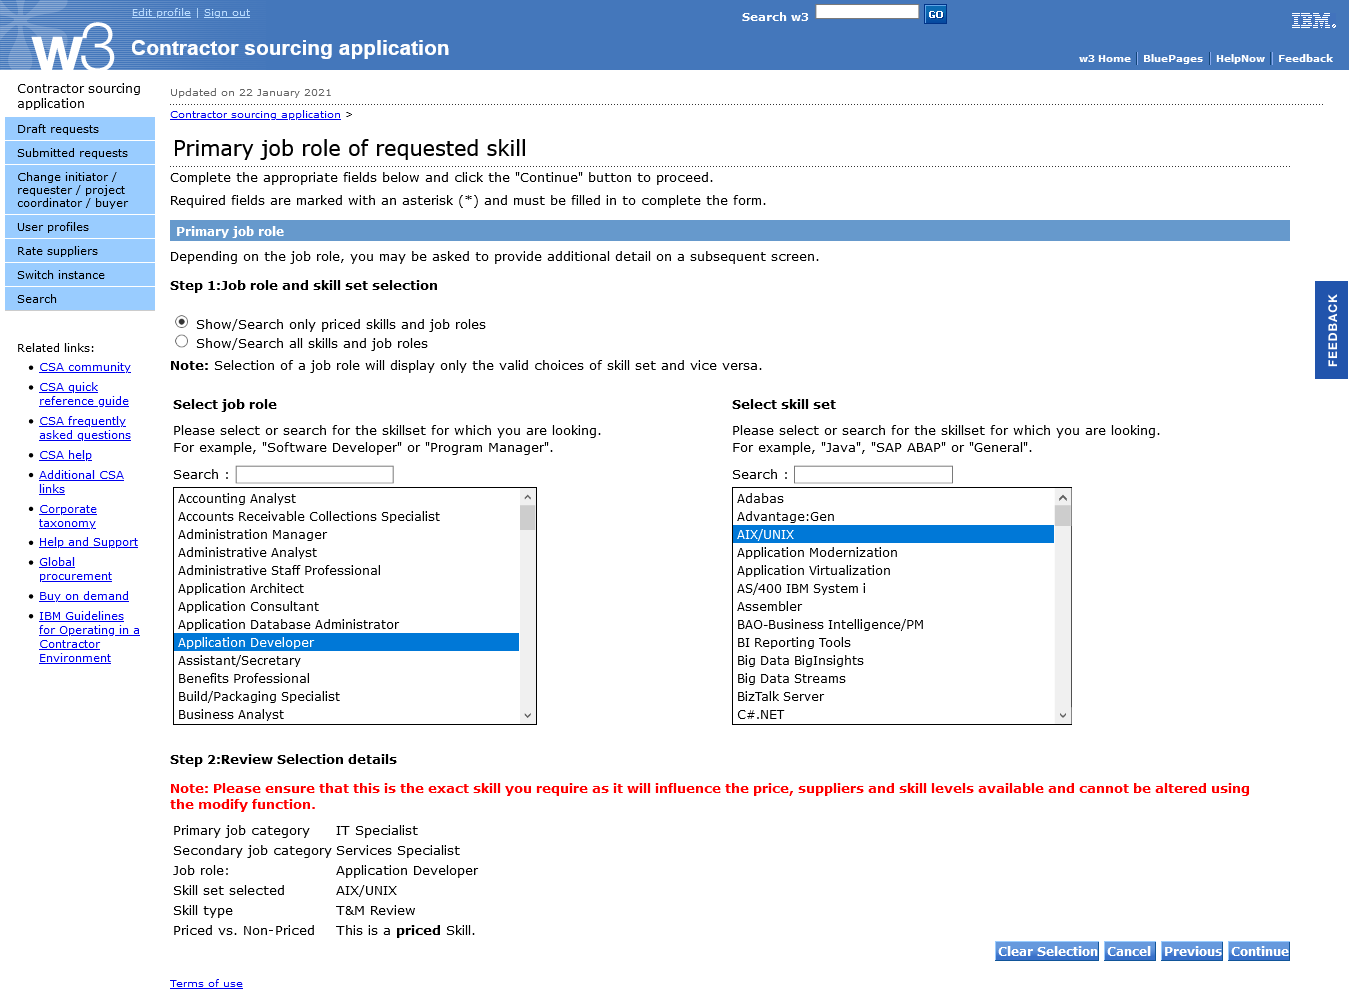 Edit profile | Sign out
Search w3
GO
IBM.
w3
Contractor sourcing application
w3 Home
BluePages
HelpNow
Feedback
Contractor sourcing
application
Draft requests
Submitted requests
Change initiator /
requester / project
coordinator / buyer
User profiles
Rate suppliers
Switch instance
Search
Related links:
CSA community
CSA quick
reference guide
CSA frequently
asked questions
CSA help
Additional CSA
links
Corporate
taxonomy
Help and Support
Global
procurement
Buy on demand
IBM Guidelines
for Operating in a
Contractor
Environment
Updated on 22 January 2021
Contractor sourcing application >
Primary job role of requested skill
Complete the appropriate fields below and click the "Continue" button to proceed.
Required fields are marked with an asterisk (*) and must be filled in to complete the form.
Primary job role
Depending on the job role, you may be asked to provide additional detail on a subsequent screen.
Step 1:Job role and skill set selection
Show/Search only priced skills and job roles
Show/Search all skills and job roles
Note: Selection of a job role will display only the valid choices of skill set and vice versa.
Select job role
Please select or search for the skillset for which you are looking.
For example, "Software Developer" or "Program Manager".
Search :
Accounting Analyst
Accounts Receivable Collections Specialist
Administration Manager
Administrative Analyst
Administrative Staff Professional
Application Architect
Application Consultant
Application Database Administrator
Application Developer
Assistant/Secretary
Benefits Professional
Build/Packaging Specialist
Business Analyst
Select skill set
Please select or search for the skillset for which you are looking.
For example, "Java", "SAP ABAP" or "General".
Search :
Adabas
Advantage:Gen
AIX/UNIX
Application Modernization
Application Virtualization
AS/400 IBM System i
Assembler
BAO-Business Intelligence/PM
BI Reporting Tools
Big Data BigInsights
Big Data Streams
BizTalk Server
C#.NET
FEEDBACK
Step 2:Review Selection details
Note: Please ensure that this is the exact skill you require as it will influence the price, suppliers and skill levels available and cannot be altered using
the modify function.
Primary job category IT Specialist
Secondary job category Services Specialist
Job role: Application Developer
Skill set selected AIX/UNIX
Skill type T&M Review
Priced vs. Non-Priced This is a priced Skill.
Clear Selection Cancel Previous Continue
Terms of use